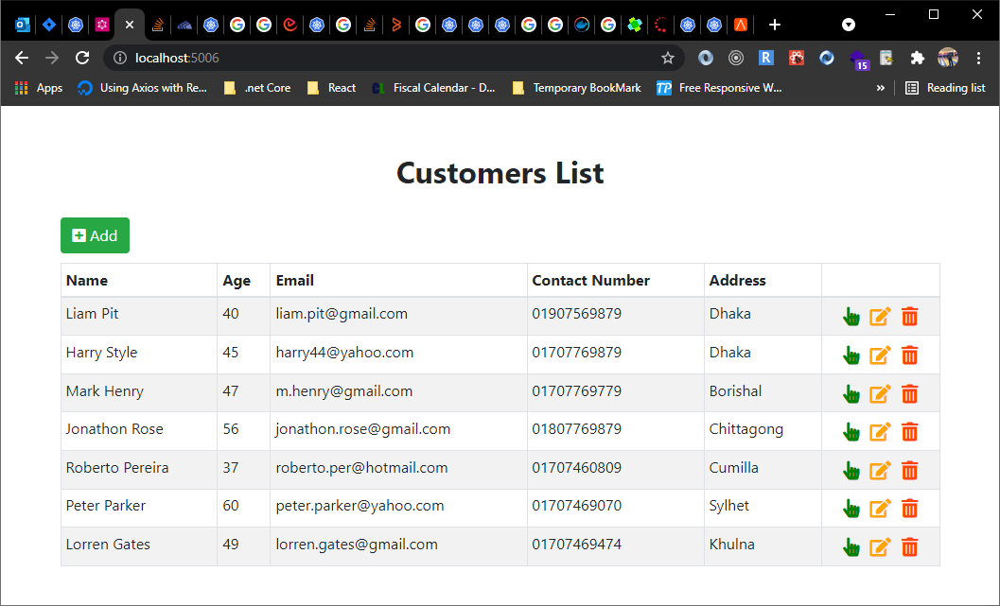 localhost:5006
R
15
Apps
Using Axios with Re...
.net Core
React
CL Fiscal Calendar - D...
Temporary BookMark
TP Free Responsive W...
»
Reading list
Customers List
Add
Name Age Email Contact Number Address
Liam Pit 40 liam.pit@gmail.com 01907569879 Dhaka
Harry Style 45 harry44@yahoo.com 01707769879 Dhaka
Mark Henry 47 m.henry@gmail.com 01707769779 Borishal
Jonathon Rose 56 jonathon.rose@gmail.com 01807769879 Chittagong
Roberto Pereira 37 roberto.per@hotmail.com 01707460809 Cumilla
Peter Parker 60 peter.parker@yahoo.com 01707469070 Sylhet
Lorren Gates 49 lorren.gates@gmail.com 01707469474 Khulna